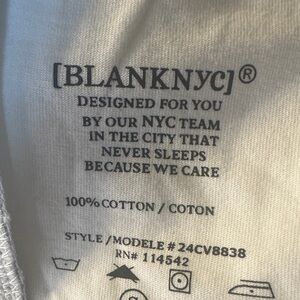 [BLANKNYC]®
DESIGNED FOR YOU
BY OUR NYC TEAM
IN THE CITY THAT
NEVER SLEEPS
BECAUSE WE CARE
100% COTTON / COTON
STYLE / MODELE # 24CV8838
RN# 114542